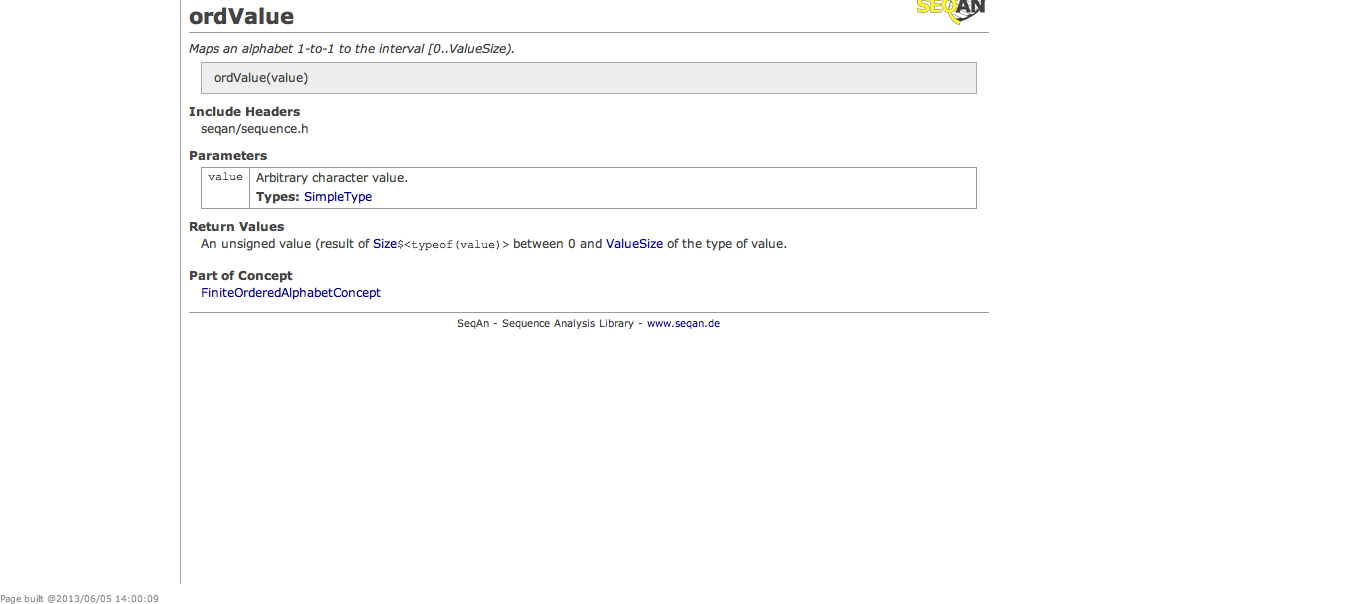 SEQAN
ordValue
Maps an alphabet 1-to-1 to the interval [0..ValueSize).
ordValue(value)
Include Headers
seqan/sequence.h
Parameters
value Arbitrary character value.
Types: SimpleType
Return Values
An unsigned value (result of Size$<typeof(value)> between 0 and ValueSize of the type of value.
Part of Concept
FiniteOrderedAlphabetConcept
SeqAn - Sequence Analysis Library - www.seqan.de
Page built @2013/06/05 14:00:09